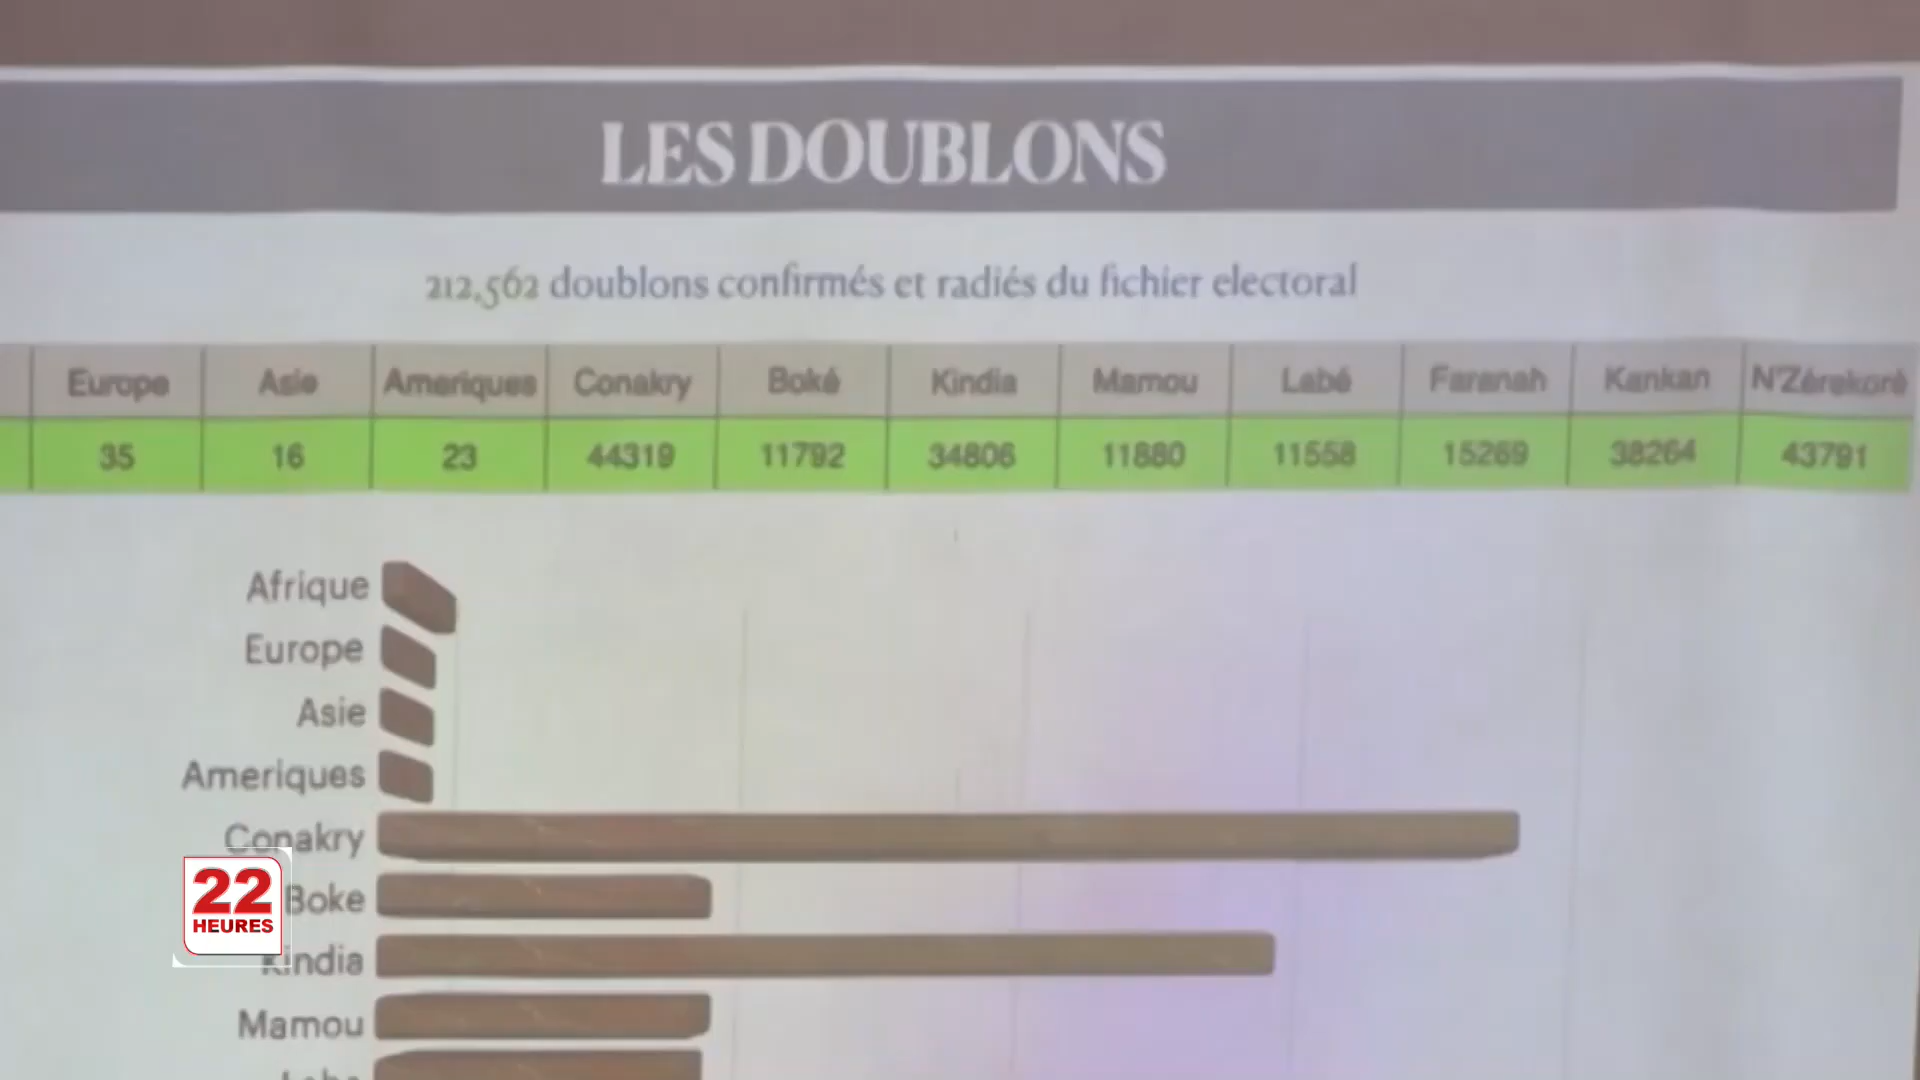 LES DOUBLONS
212,562 doublons confirmés et radiés du fichier electoral
Europe Asie Ameriques Conakry Boké Kindia Mamou Labé Faranah Kankan N'Zérekoré
35 16 23 44319 11792 34806 11880 11558 15269 38264 43791
Afrique
Europe
Asie
Ameriques
Conakry
Boke
Kindia
Mamou
22
HEURES